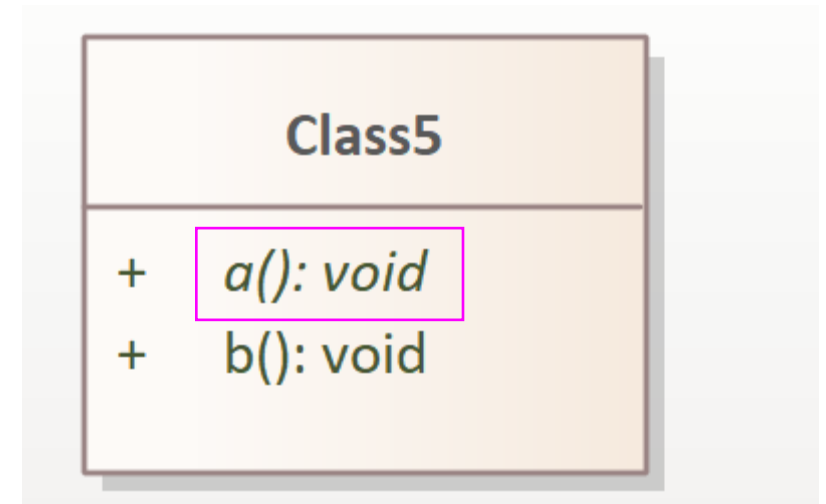 Class5
+ a(): void
+ b(): void